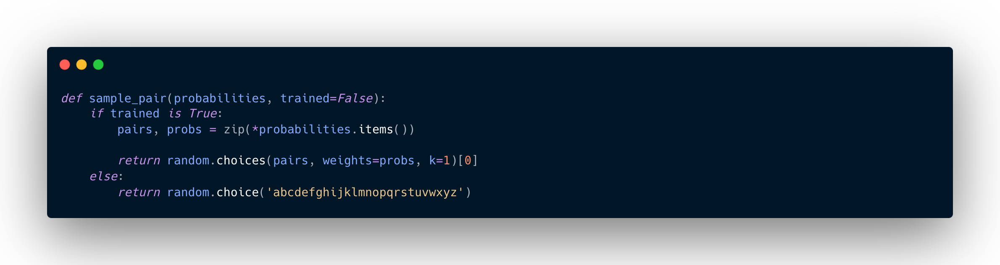 def sample_pair(probabilities, trained=False):
    if trained is True:
        pairs, probs = zip(*probabilities.items())

        return random.choices(pairs, weights=probs, k=1)[0]
    else:
        return random.choice('abcdefghijklmnopqrstuvwxyz')